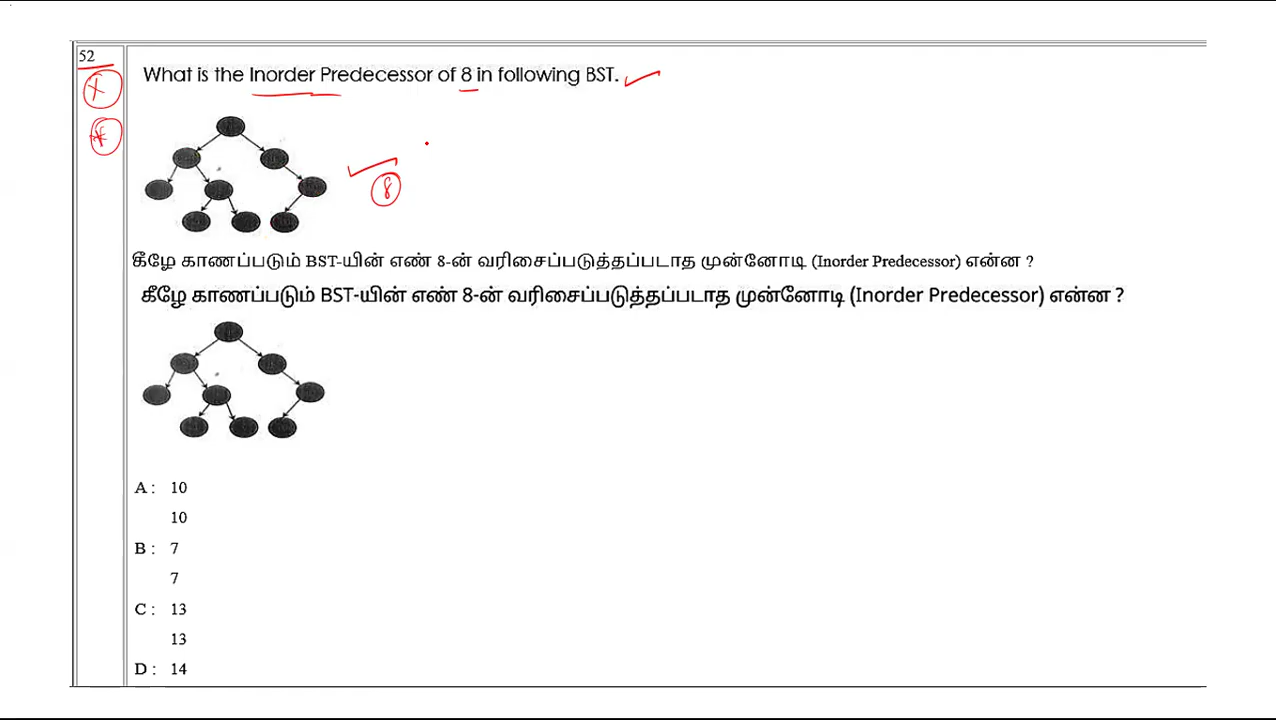 52
What is the Inorder Predecessor of 8 in following BST.
8
கீழே காணப்படும் BST-யின் எண் 8-ன் வரிசைப்படுத்தப்படாத முன்னோடி (Inorder Predecessor) என்ன ?
கீழே காணப்படும் BST-யின் எண் 8-ன் வரிசைப்படுத்தப்படாத முன்னோடி (Inorder Predecessor) என்ன ?
A : 10
10
B : 7
7
C : 13
13
D : 14